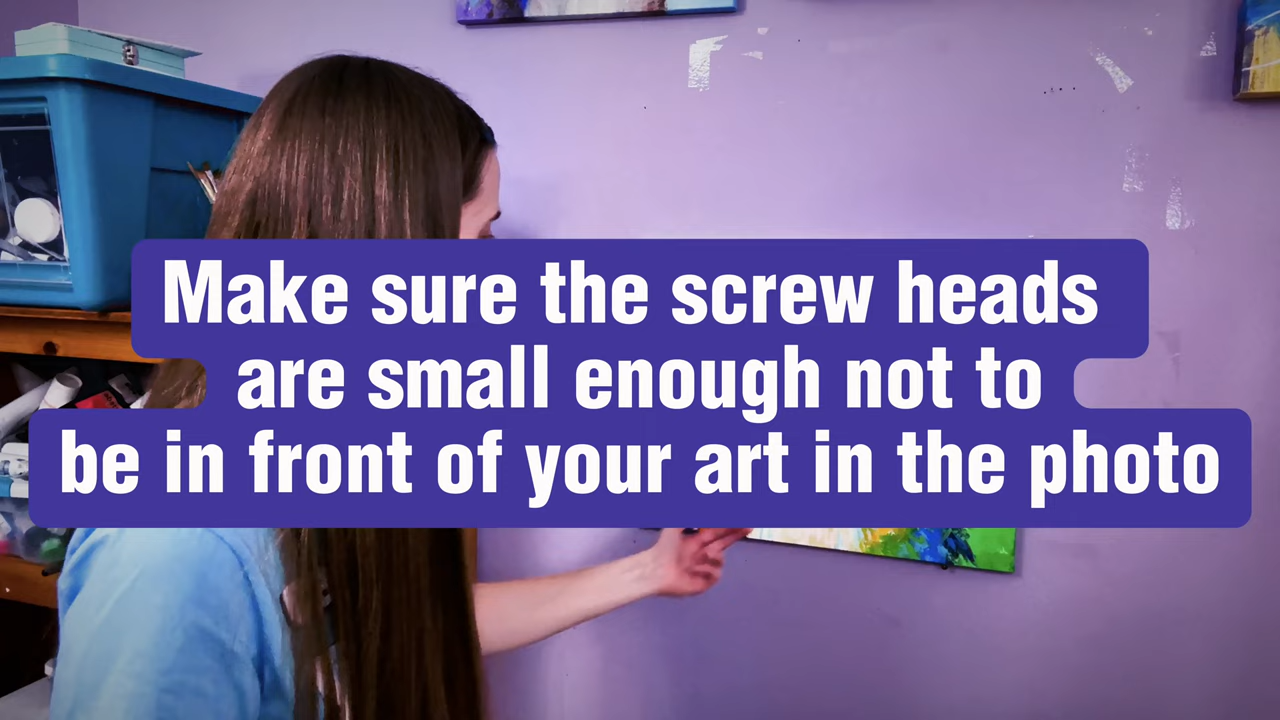 Make sure the screw heads
are small enough not to
be in front of your art in the photo